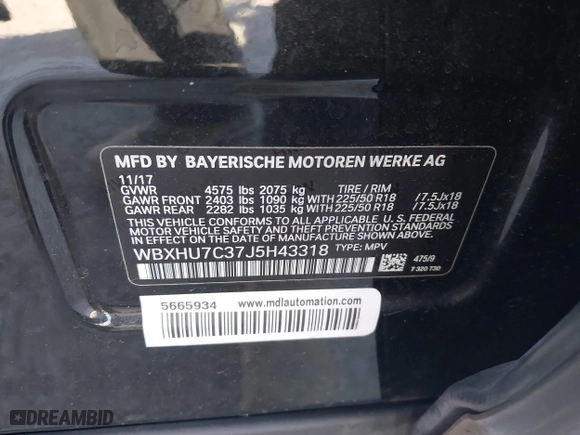 MFD BY BAYERISCHE MOTOREN WERKE AG
11/17
GVWR 4575 lbs 2075 kg TIRE / RIM
GAWR FRONT 2403 lbs 1090 kg WITH 225/50 R18 /7.5Jx18
GAWR REAR 2282 lbs 1035 kg WITH 225/50 R18 /7.5Jx18
THIS VEHICLE CONFORMS TO ALL APPLICABLE U. S. FEDERAL
MOTOR VEHICLE SAFETY, BUMPER, AND THEFT PREVENTION
STANDARDS IN EFFECT ON THE DATE OF MANUFACTURE SHOWN ABOVE.
WBXHU7C37J5H43318 TYPE: MPV
475/9
7 320 730
5665934 www.mdlautomation.com
DREAMBID